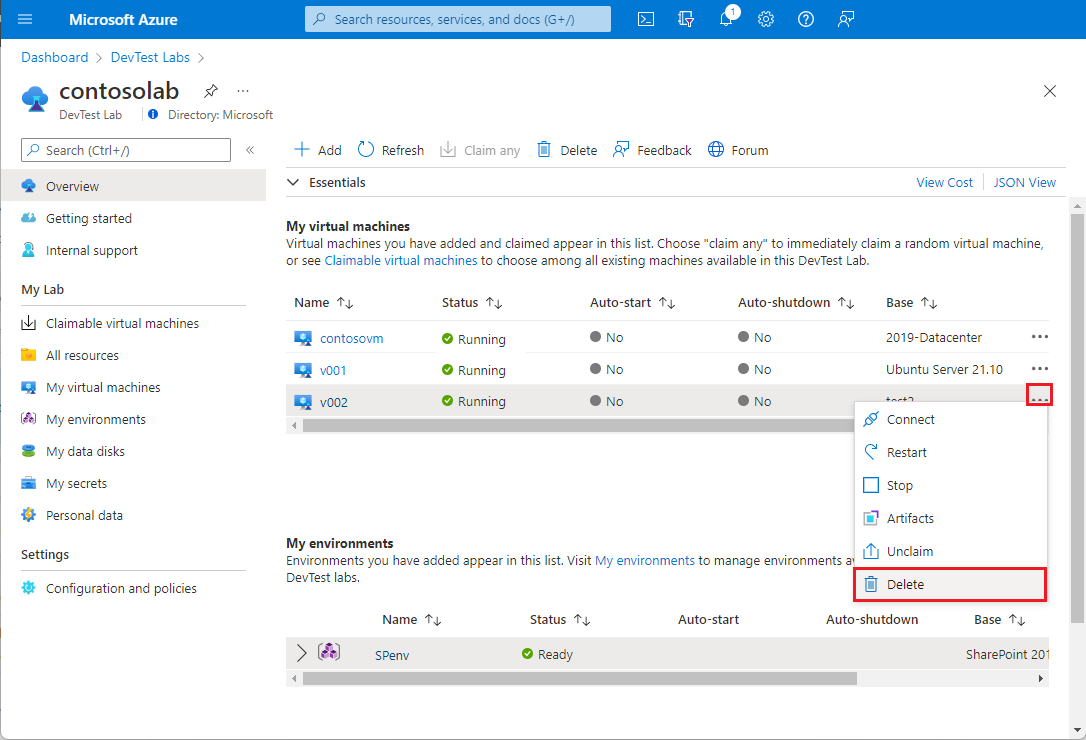 Microsoft Azure
Search resources, services, and docs (G+/)
1
Dashboard > DevTest Labs >
contosolab
DevTest Lab
Directory: Microsoft
Search (Ctrl+/)
Overview
Getting started
Internal support
My Lab
Claimable virtual machines
All resources
My virtual machines
My environments
My data disks
My secrets
Personal data
Settings
Configuration and policies
Add Refresh Claim any Delete Feedback Forum
Essentials
View Cost JSON View
My virtual machines
Virtual machines you have added and claimed appear in this list. Choose "claim any" to immediately claim a random virtual machine,
or see Claimable virtual machines to choose among all existing machines available in this DevTest Lab.
Name Status Auto-start Auto-shutdown Base
contosovm Running No No 2019-Datacenter
v001 Running No No Ubuntu Server 21.10
v002 Running No No test2
Connect
Restart
Stop
Artifacts
Unclaim
Delete
My environments
Environments you have added appear in this list. Visit My environments to manage environments
DevTest labs.
Name Status Auto-start Auto-shutdown Base
SPenv Ready SharePoint 201